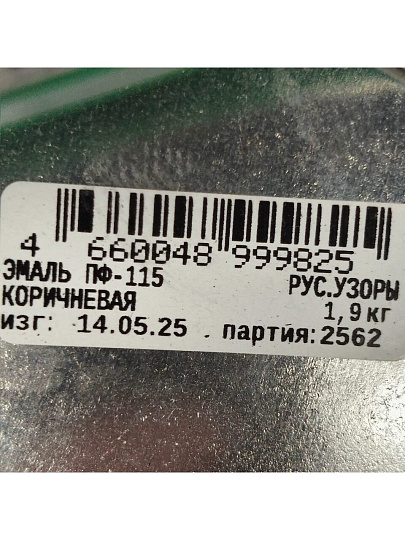 4 660048 999825
ЭМАЛЬ ПФ-115 РУС.УЗОРЫ
КОРИЧНЕВАЯ 1,9 кг
изг: 14.05.25 партия:2562